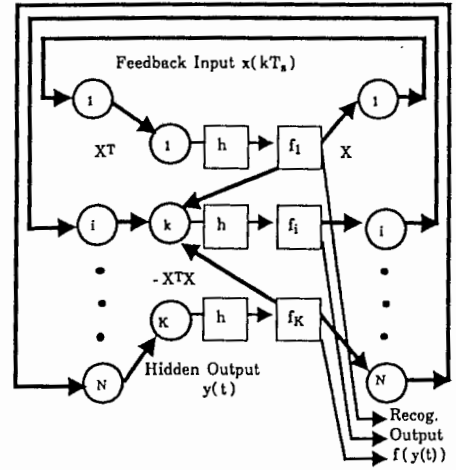 Feedback Input x(kTs)
1
1
1
h
f1
XT
X
i
k
h
fi
i
- XTX
K
h
fK
N
N
Hidden Output
y(t)
Recog.
Output
f(y(t))